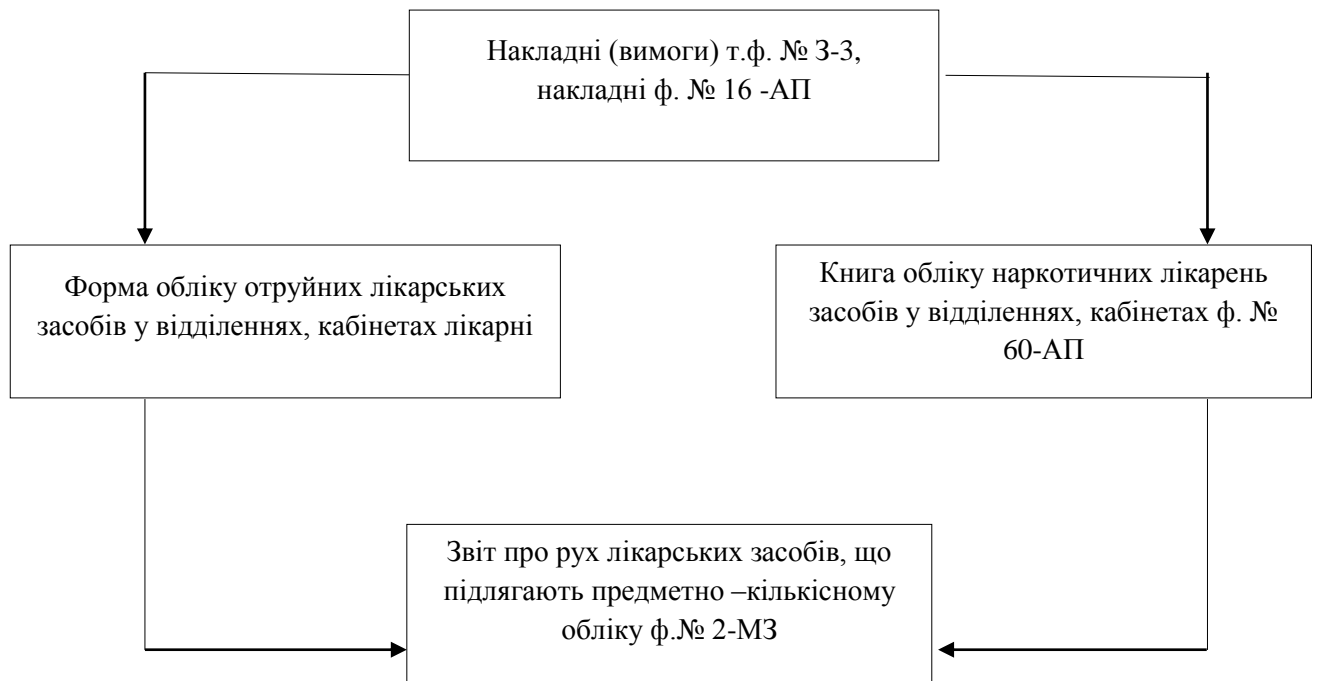 Накладні (вимоги) т.ф. № З-3,
накладні ф. № 16 -АП
Форма обліку отруйних лікарських
засобів у відділеннях, кабінетах лікарні
Книга обліку наркотичних лікарень
засобів у відділеннях, кабінетах ф. №
60-АП
Звіт про рух лікарських засобів, що
підлягають предметно –кількісному
обліку ф.№ 2-МЗ